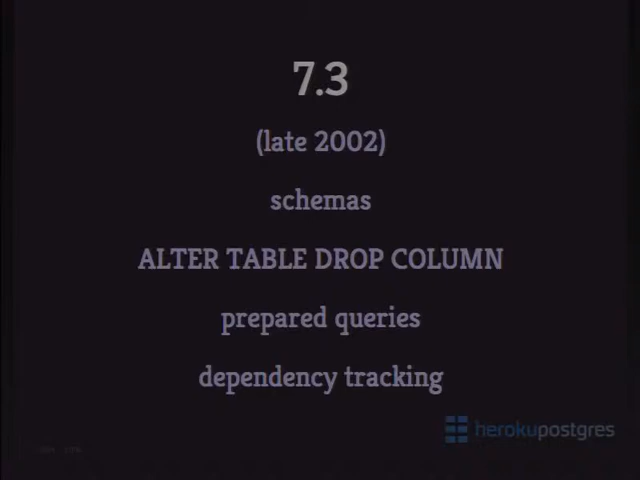 7.3
(late 2002)
schemas
ALTER TABLE DROP COLUMN
prepared queries
dependency tracking
herokupostgres